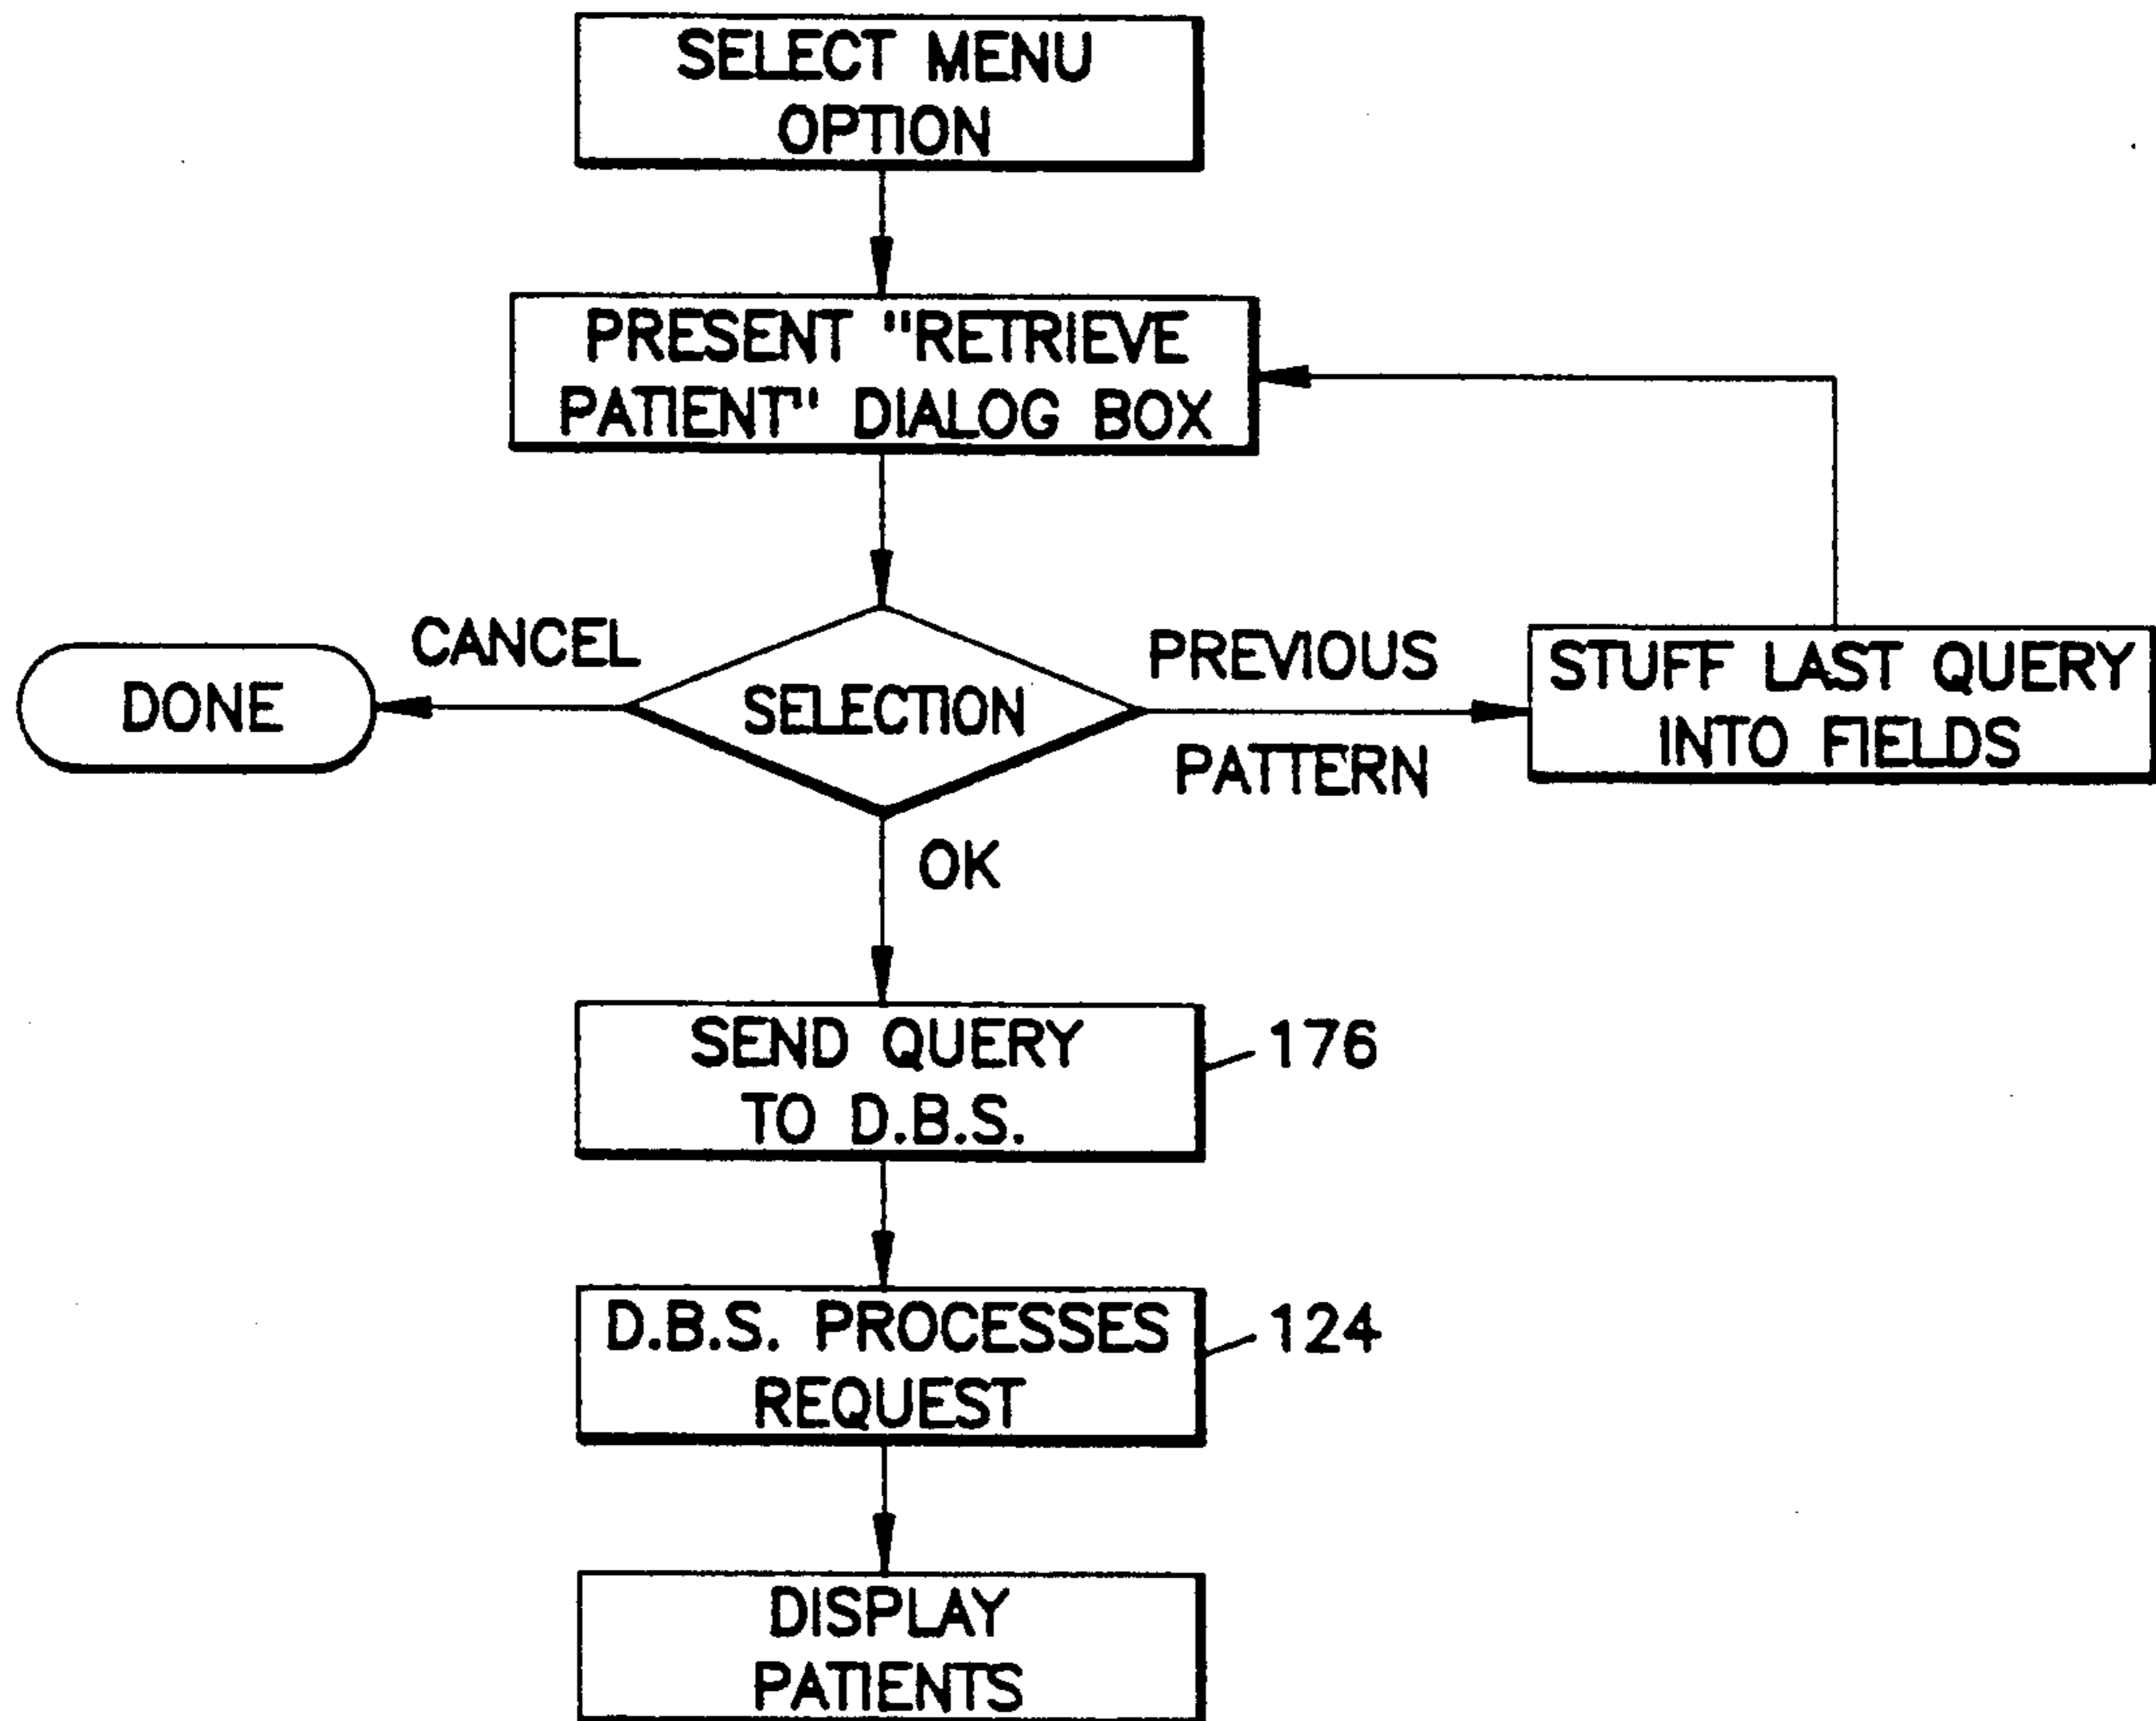 SELECT MENU
OPTION
PRESENT "RETRIEVE
PATIENT" DIALOG BOX
CANCEL
DONE
SELECTION
PREVIOUS
PATTERN
STUFF LAST QUERY
INTO FIELDS
OK
SEND QUERY
TO D.B.S.
176
D.B.S. PROCESSES
REQUEST
124
DISPLAY
PATIENTS